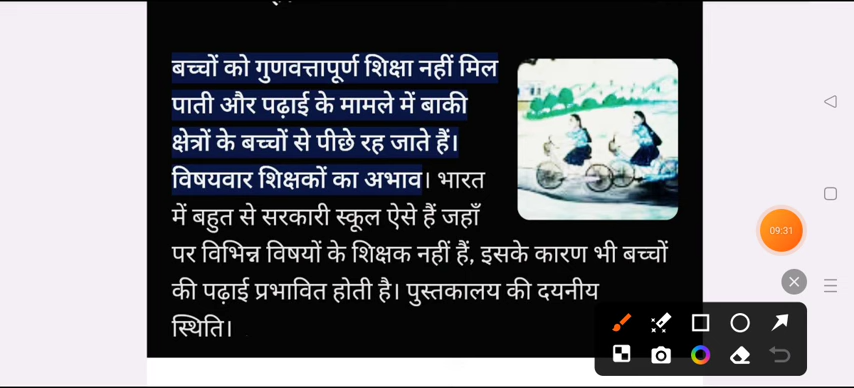 बच्चों को गुणवत्तापूर्ण शिक्षा नहीं मिल
पाती और पढ़ाई के मामले में बाकी
क्षेत्रों के बच्चों से पीछे रह जाते हैं।
विषयवार शिक्षकों का अभाव। भारत
में बहुत से सरकारी स्कूल ऐसे हैं जहाँ
पर विभिन्न विषयों के शिक्षक नहीं हैं, इसके कारण भी बच्चों
की पढ़ाई प्रभावित होती है। पुस्तकालय की दयनीय
स्थिति।
09:31